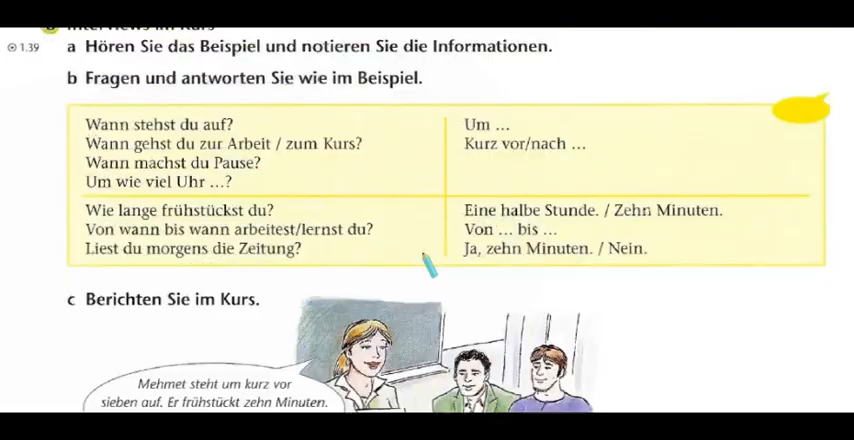 Interviews im Kurs
1.39
a Hören Sie das Beispiel und notieren Sie die Informationen.
b Fragen und antworten Sie wie im Beispiel.
Wann stehst du auf?
Wann gehst du zur Arbeit / zum Kurs?
Wann machst du Pause?
Um wie viel Uhr ...?
Um ...
Kurz vor/nach ...
Wie lange frühstückst du?
Von wann bis wann arbeitest/lernst du?
Liest du morgens die Zeitung?
Eine halbe Stunde. / Zehn Minuten.
Von ... bis ...
Ja, zehn Minuten. / Nein.
c Berichten Sie im Kurs.
Mehmet steht um kurz vor
sieben auf. Er frühstückt zehn Minuten.